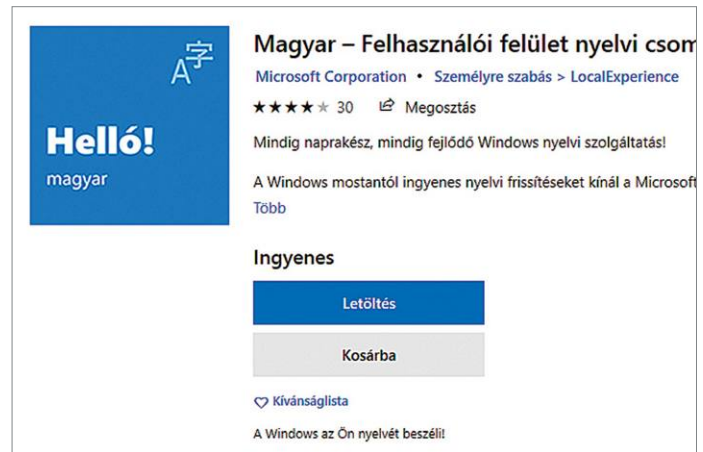 A字
Helló!
magyar
Magyar – Felhasználói felület nyelvi csom
Microsoft Corporation • Személyre szabás > LocalExperience
★★★★★ 30 Megosztás
Mindig naprakész, mindig fejlődő Windows nyelvi szolgáltatás!
A Windows mostantól ingyenes nyelvi frissítéseket kínál a Microsoft
Több
Ingyenes
Letöltés
Kosárba
Kívánságlista
A Windows az Ön nyelvét beszéli!